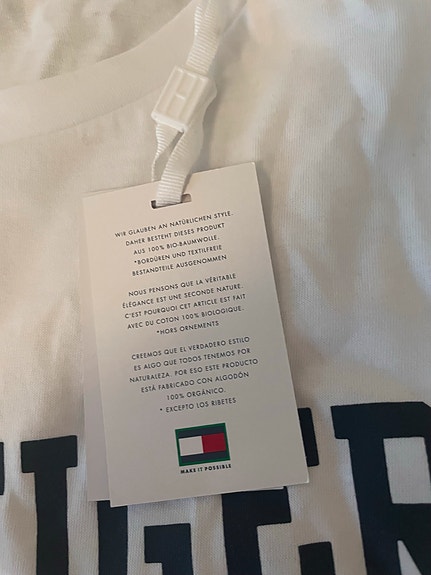 WIR GLAUBEN AN NATÜRLICHEN STYLE.
DAHER BESTEHT DIESES PRODUKT
AUS 100% BIO-BAUMWOLLE.
*BORDÜREN UND TEXTILFREIE
BESTANDTEILE AUSGENOMMEN
NOUS PENSONS QUE LA VÉRITABLE
ÉLÉGANCE EST UNE SECONDE NATURE.
C'EST POURQUOI CET ARTICLE EST FAIT
AVEC DU COTON 100% BIOLOGIQUE.
*HORS ORNEMENTS
CREEMOS QUE EL VERDADERO ESTILO
ES ALGO QUE TODOS TENEMOS POR
NATURALEZA. POR ESO ESTE PRODUCTO
ESTÁ FABRICADO CON ALGODÓN
100% ORGÁNICO.
* EXCEPTO LOS RIBETES
MAKE IT POSSIBLE